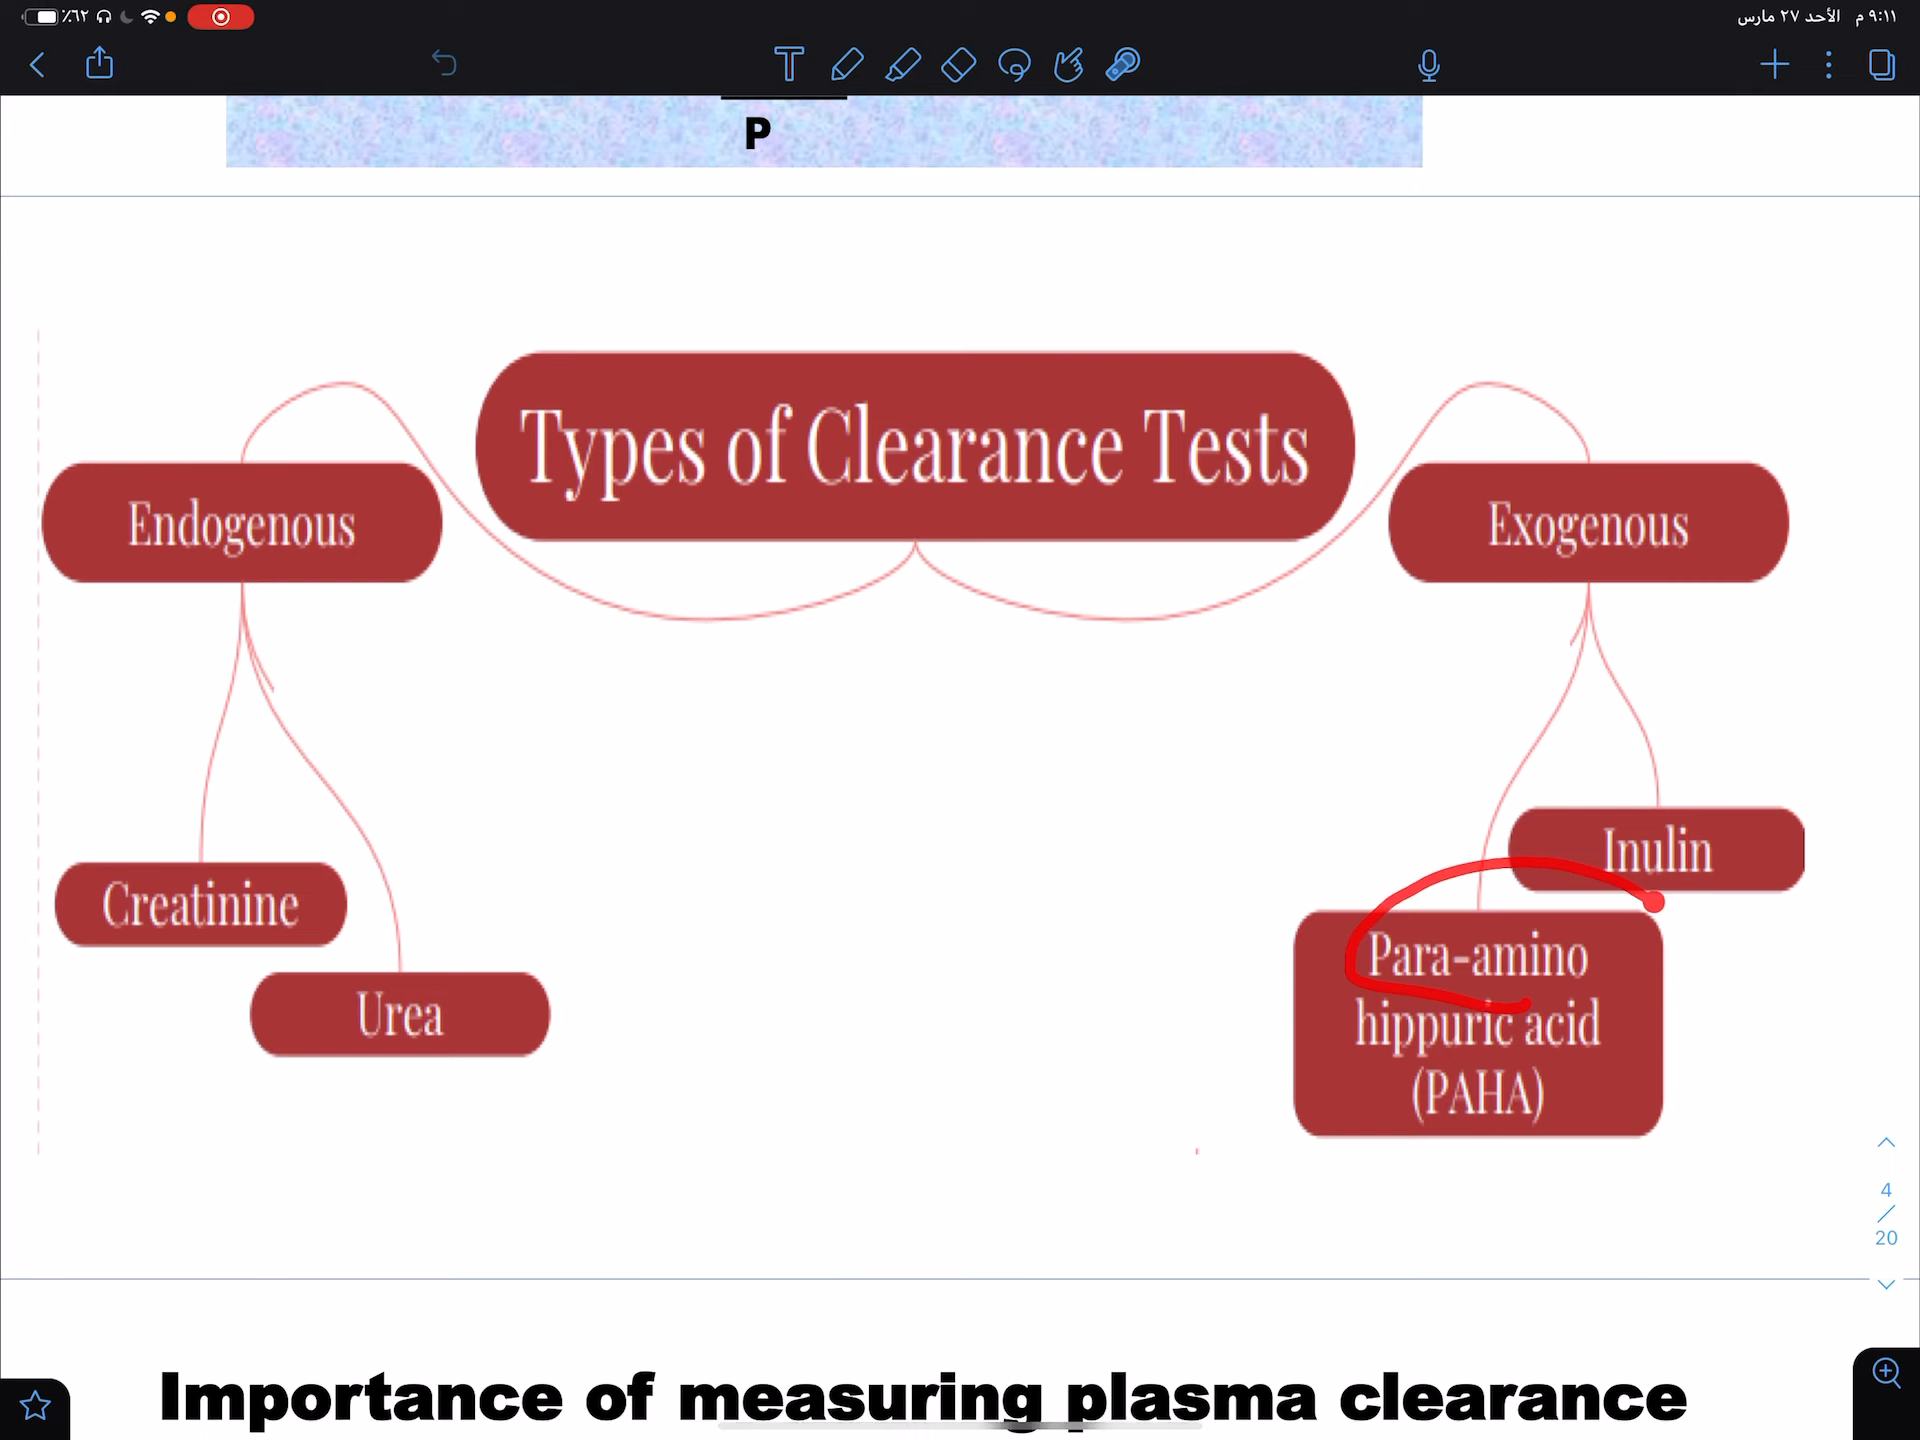 ٪٦٢
٩:١١ م الأحد ٢٧ مارس
P
Types of Clearance Tests
Endogenous
Exogenous
Creatinine
Urea
Inulin
Para-amino
hippuric acid
(PAHA)
4
/
20
Importance of measuring plasma clearance